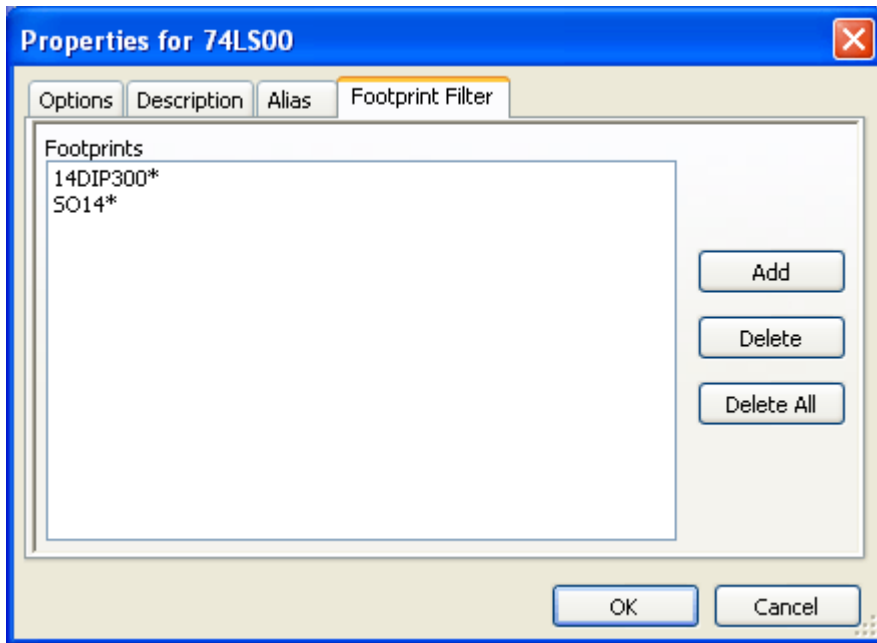 Properties for 74LS00
Options Description Alias Footprint Filter
Footprints
14DIP300*
SO14*
Add
Delete
Delete All
OK Cancel